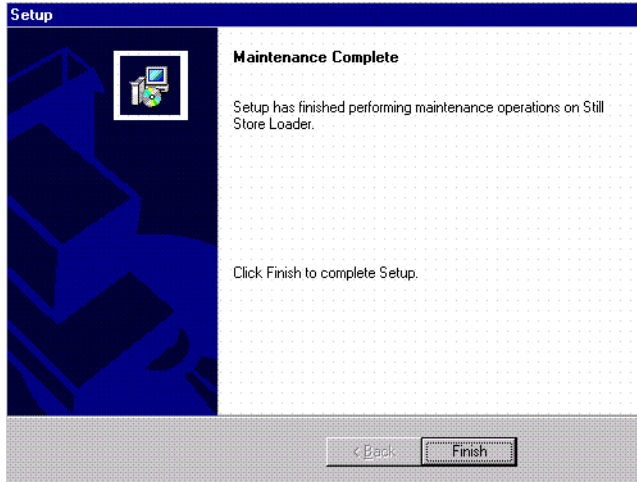 Setup
Maintenance Complete
Setup has finished performing maintenance operations on Still
Store Loader.
Click Finish to complete Setup.
< Back
Finish